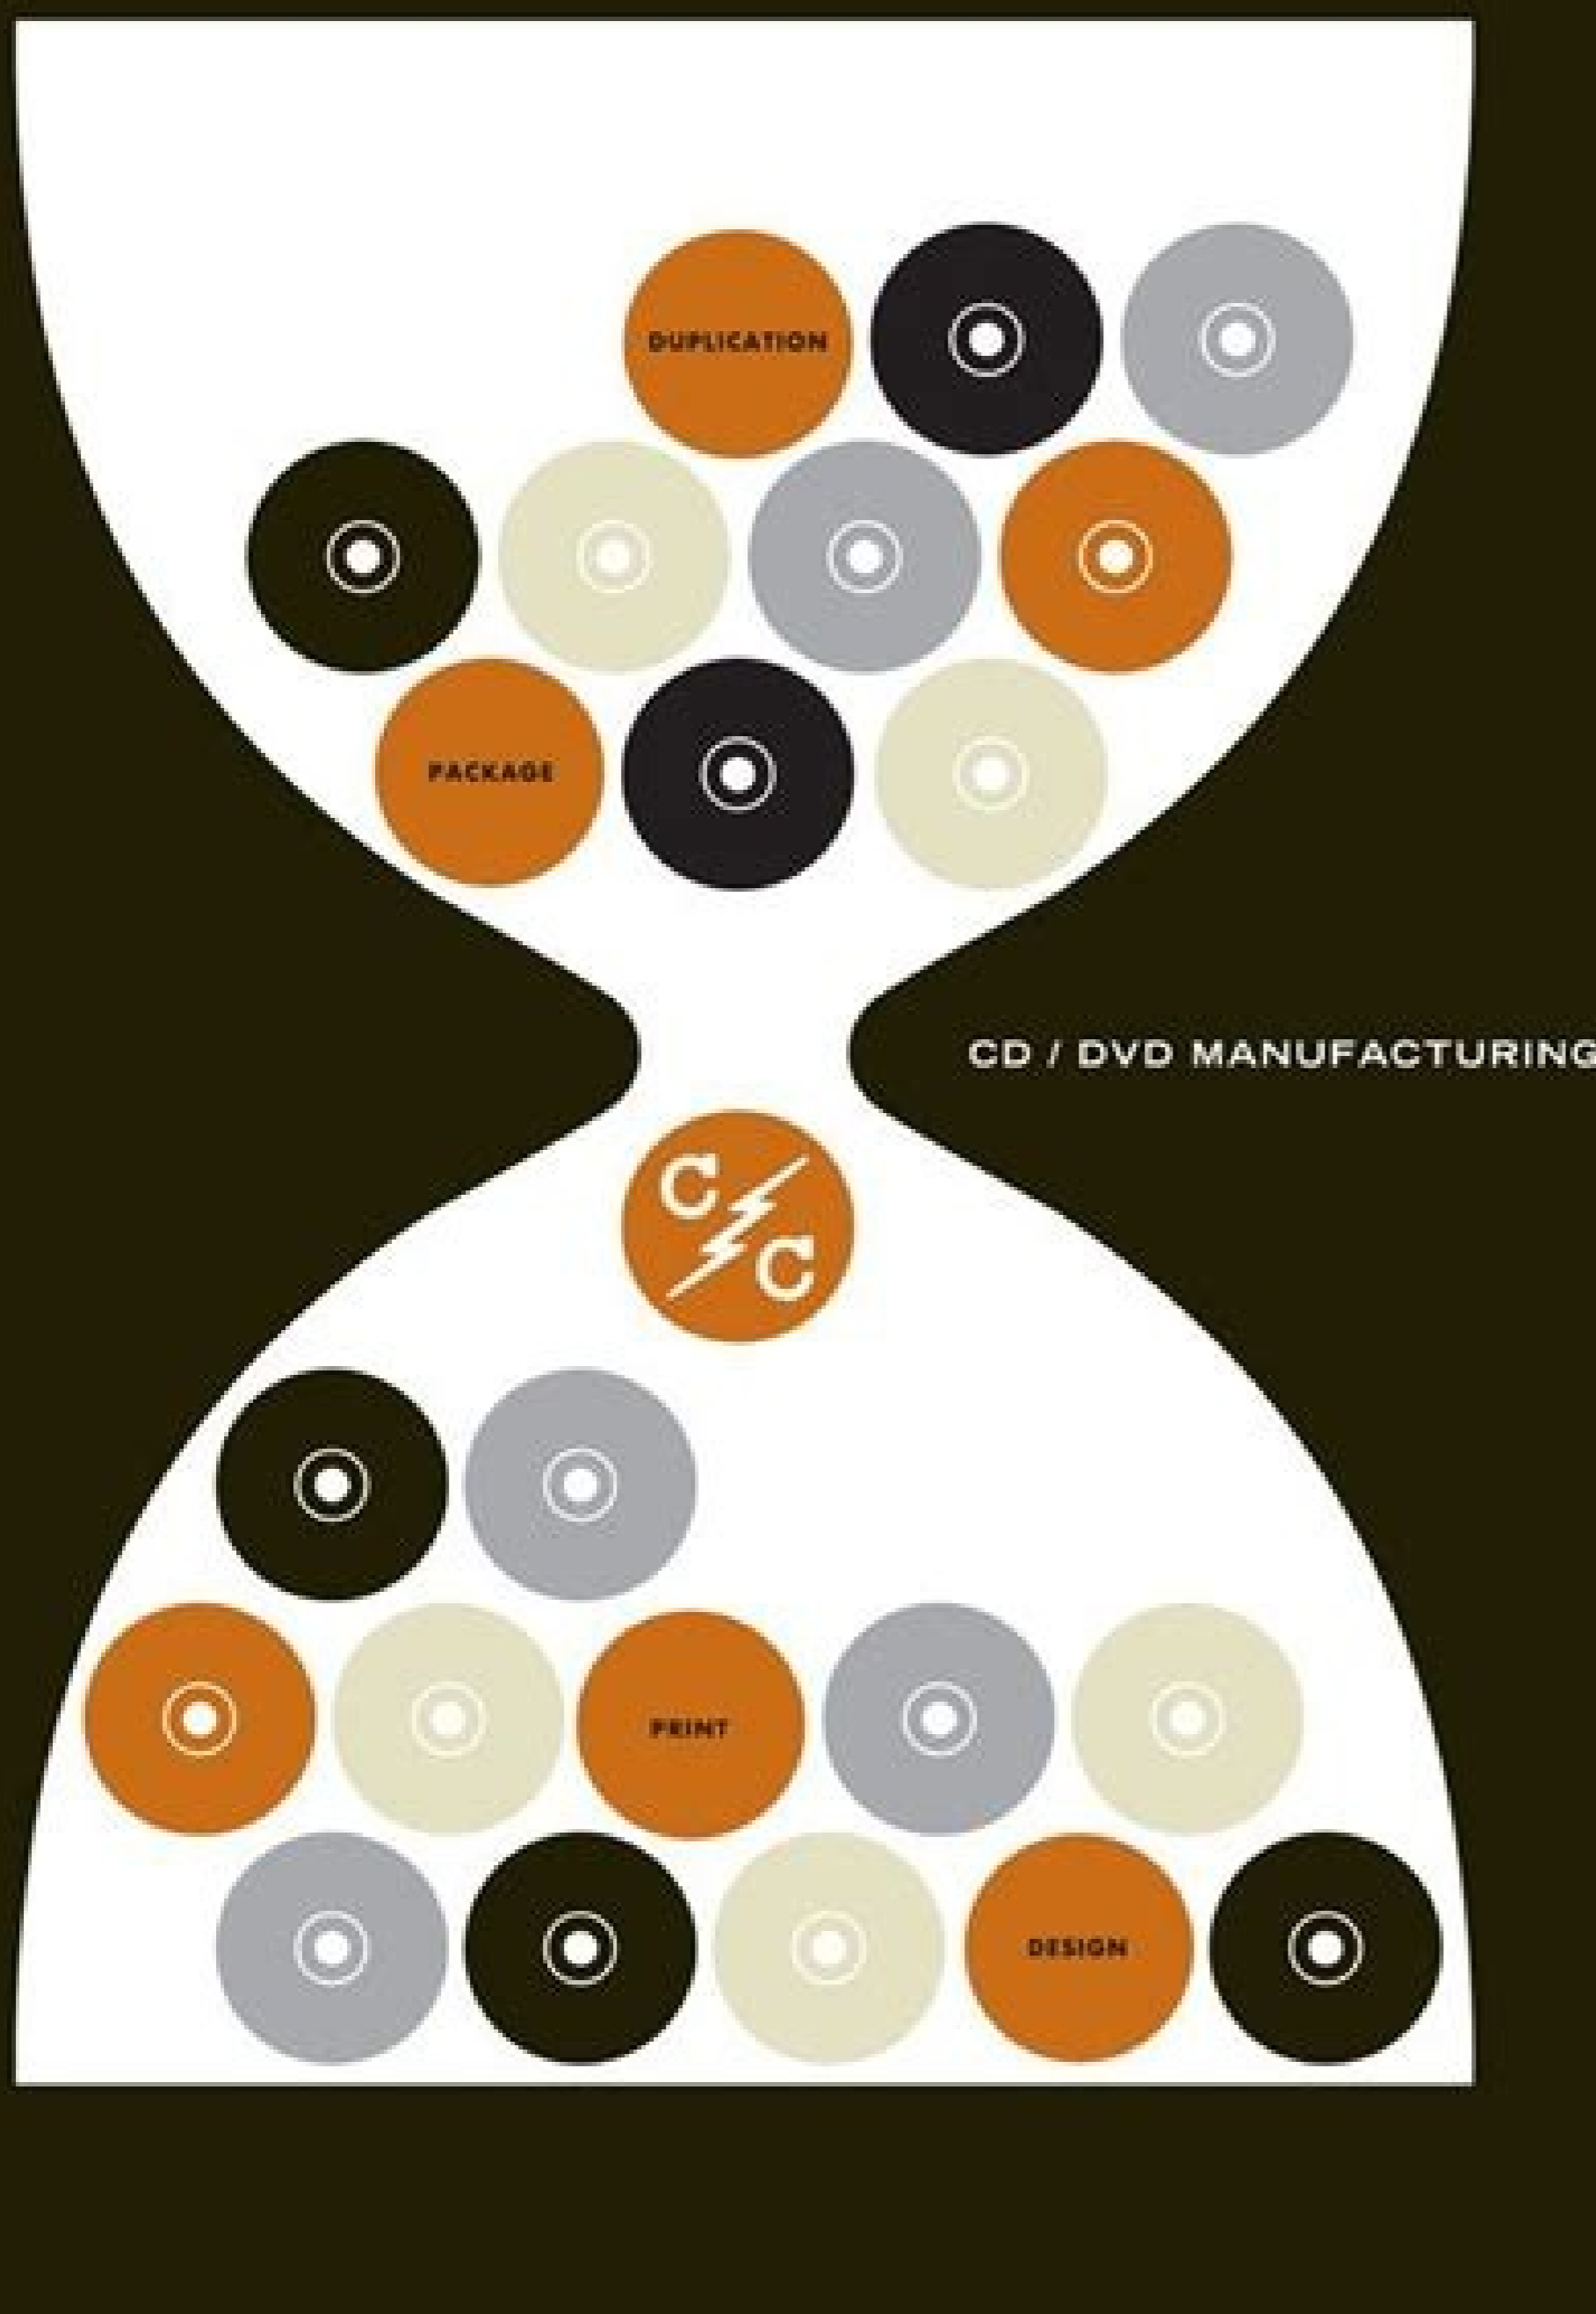 DUPLICATION
PACKAGE
CD / DVD MANUFACTURING
C
C
PRINT
DESIGN